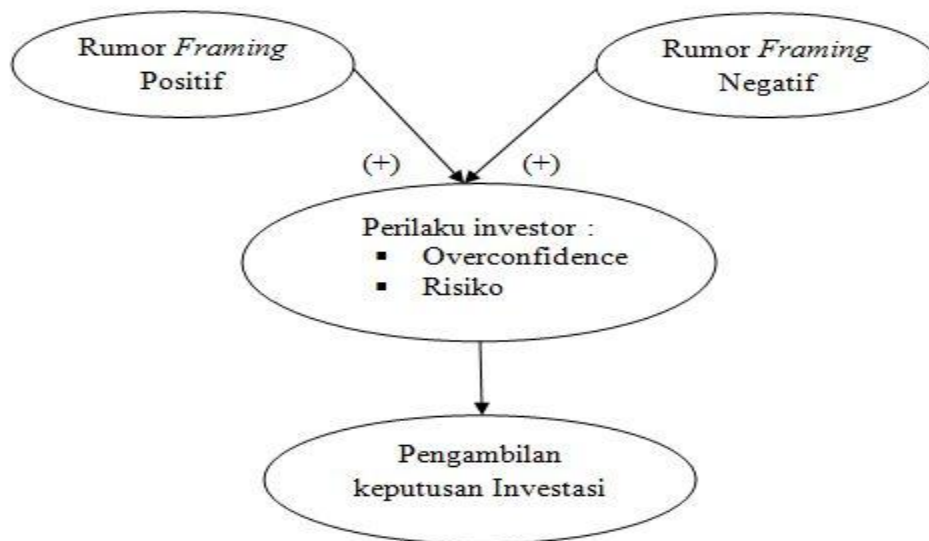 Rumor Framing
Positif
Rumor Framing
Negatif
(+)
(+)
Perilaku investor :
▪ Overconfidence
▪ Risiko
Pengambilan
keputusan Investasi